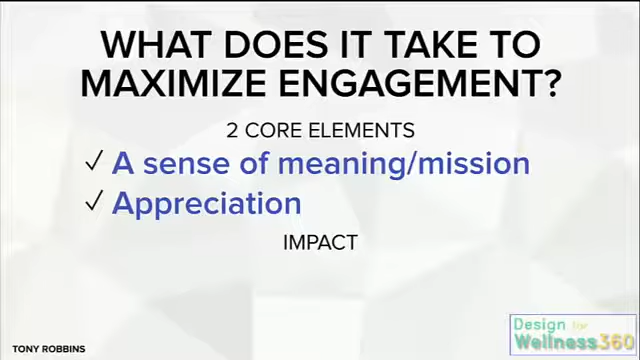 WHAT DOES IT TAKE TO
MAXIMIZE ENGAGEMENT?
2 CORE ELEMENTS
✓ A sense of meaning/mission
✓ Appreciation
IMPACT
TONY ROBBINS
Design for
Wellness360